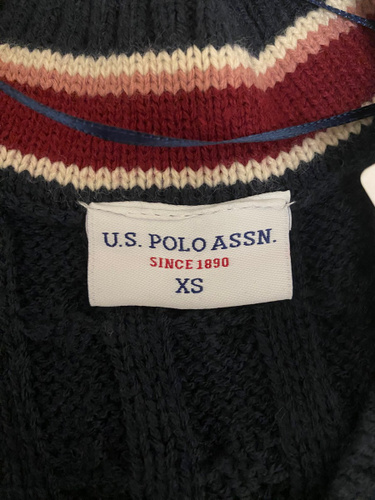 U.S. POLO ASSN.
SINCE 1890
XS